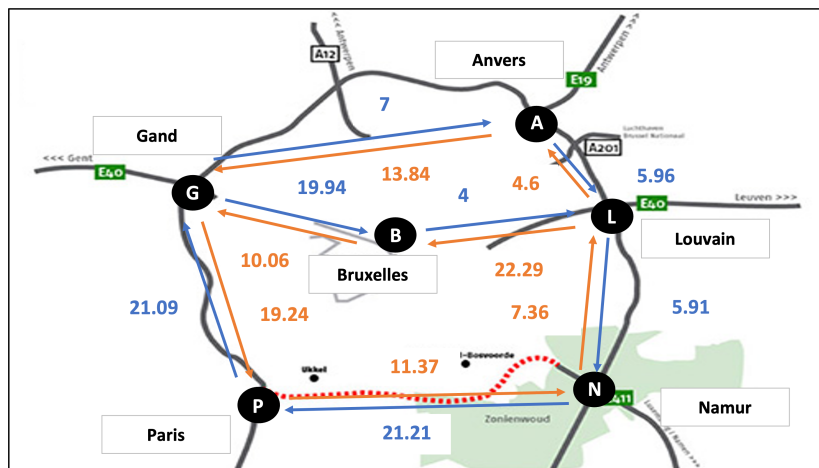 Anvers
Antwerpen >>>
<<< Antwerpen
A12
E19
7
A
Gand
Luchthaven
Brussel Nationaal
A201
<<< Gent
E40
G
19.94
13.84
4
4.6
5.96
Leuven >>>
E40
L
B
Louvain
10.06
Bruxelles
22.29
21.09
19.24
7.36
5.91
11.37
Ukkel
P
N
411
Zonienwoud
Namur
Paris
21.21